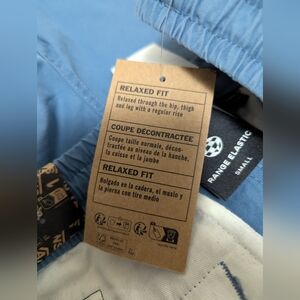 RELAXED FIT
Relaxed through the hip, thigh
and leg with a regular rise
COUPE DÉCONTRACTÉE
Coupe taille normale, décon-
tractée au niveau de la hanche,
la cuisse et la jambe
RELAXED FIT
Holgado en la cadera, el muslo y
la pierna con tiro medio
RANGE ELASTIC
SMALL